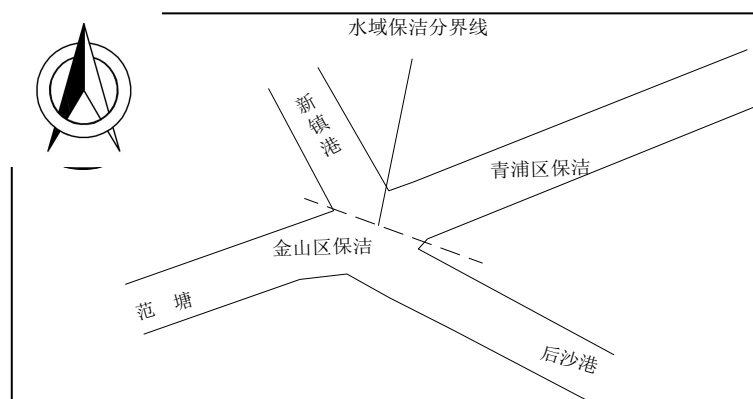 水域保洁分界线
新镇港
青浦区保洁
金山区保洁
范 塘
后沙港